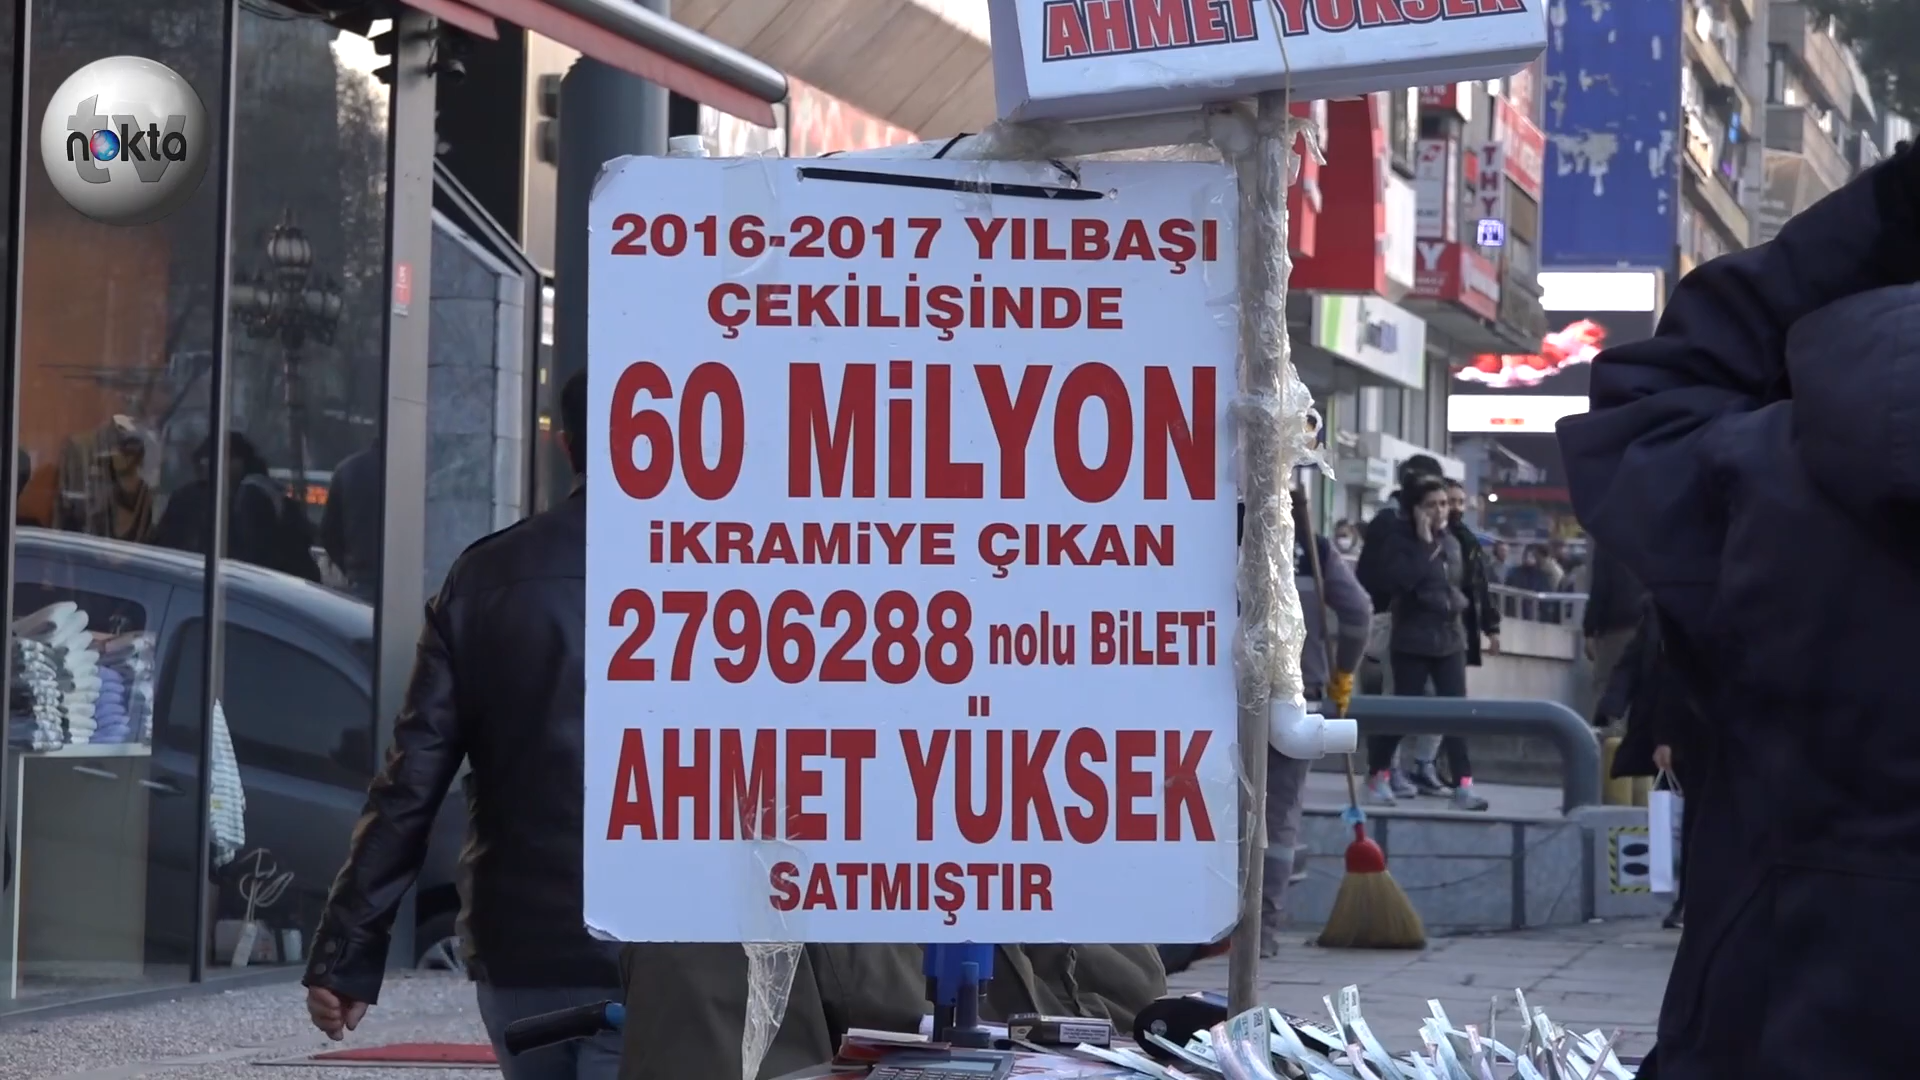 tv
nokta
AHMET YÜKSEK
2016-2017 YILBAŞI
ÇEKİLİŞİNDE
60 MİLYON
İKRAMİYE ÇIKAN
2796288 nolu BİLETİ
AHMET YÜKSEK
SATMIŞTIR
THY